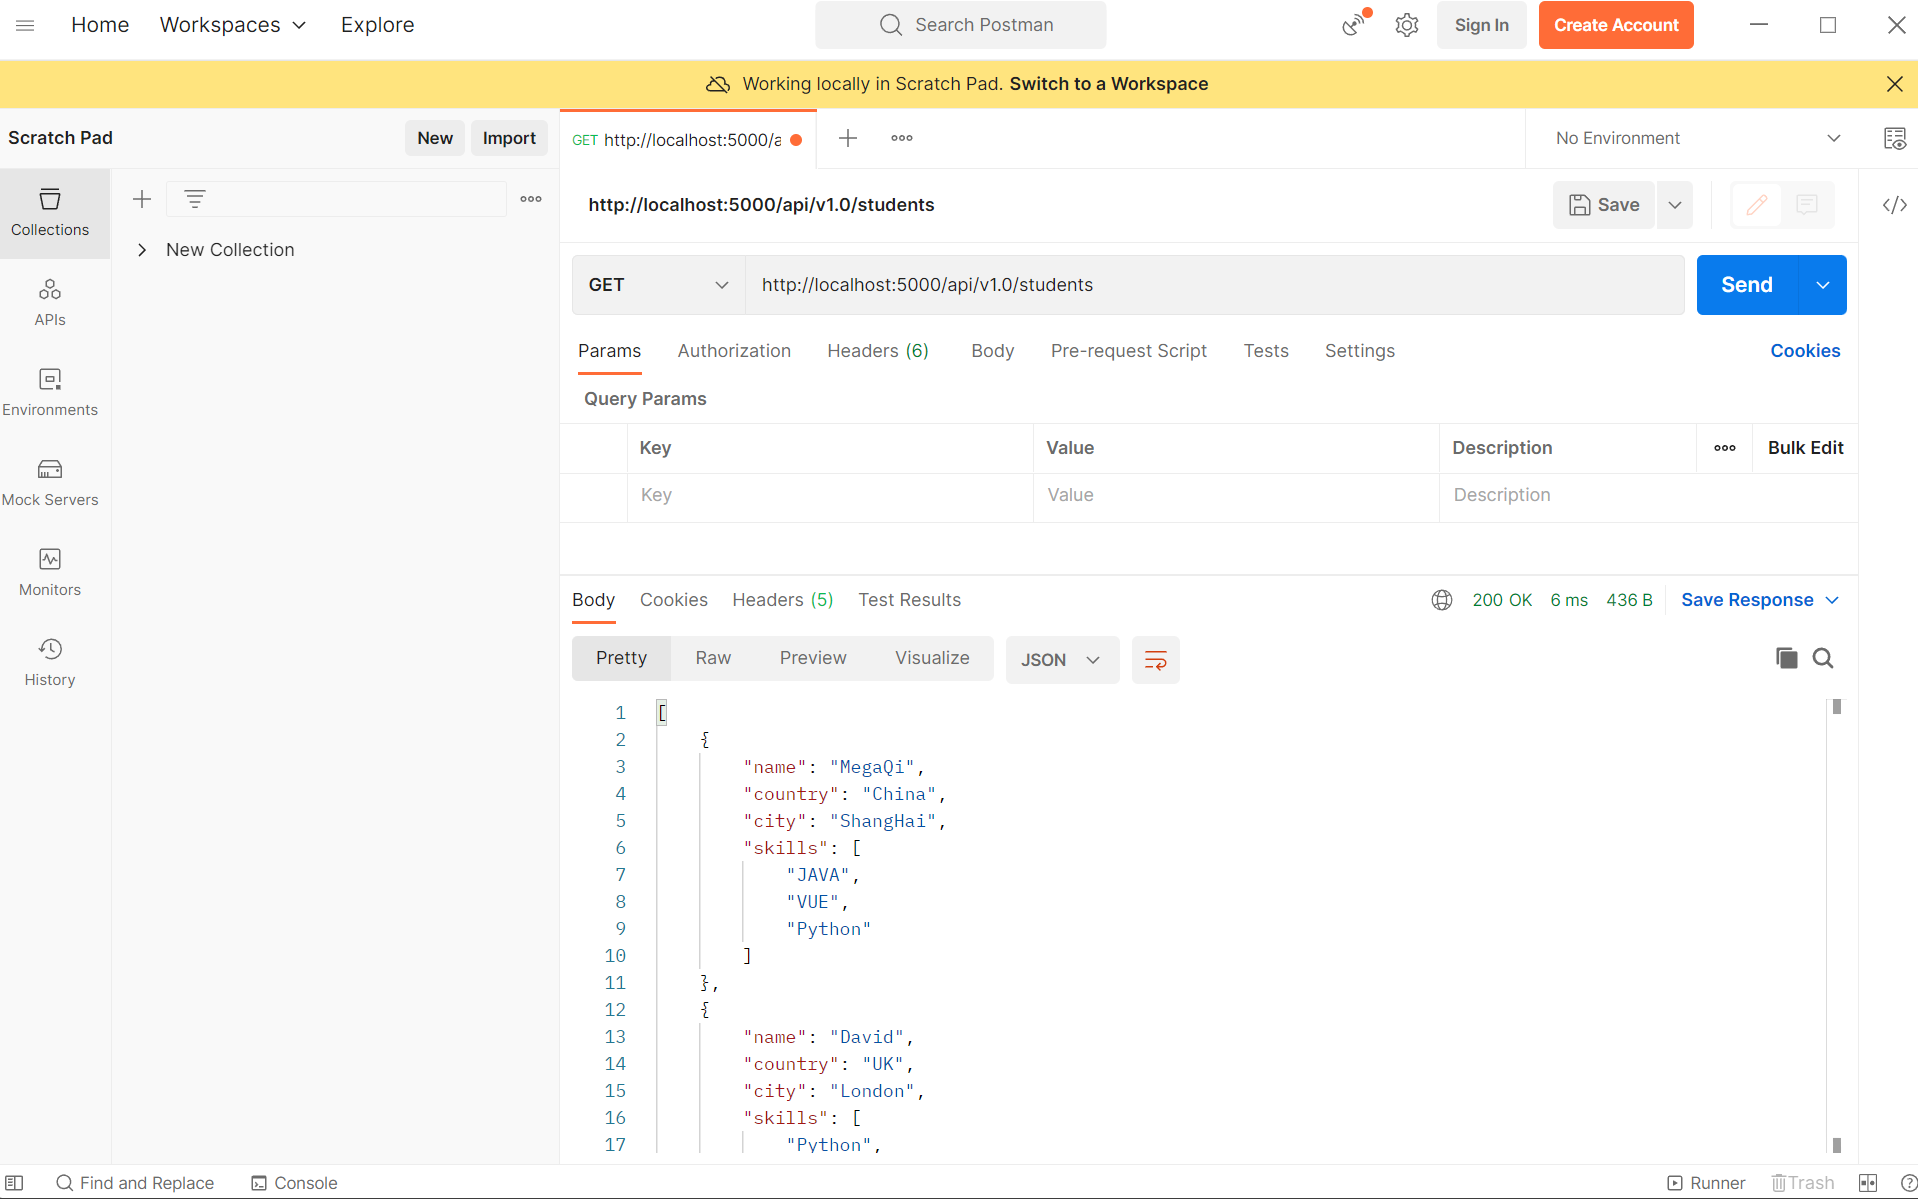 Home Workspaces Explore Search Postman Sign In Create Account
Working locally in Scratch Pad. Switch to a Workspace
Scratch Pad New Import GET http://localhost:5000/a No Environment
Collections
New Collection
APIs
Environments
Mock Servers
Monitors
History
http://localhost:5000/api/v1.0/students Save </>
GET http://localhost:5000/api/v1.0/students Send
Params Authorization Headers (6) Body Pre-request Script Tests Settings Cookies
Query Params
Key Value Description Bulk Edit
Key Value Description
Body Cookies Headers (5) Test Results 200 OK 6 ms 436 B Save Response
Pretty Raw Preview Visualize JSON
1 [
2 {
3 "name": "MegaQi",
4 "country": "China",
5 "city": "ShangHai",
6 "skills": [
7 "JAVA",
8 "VUE",
9 "Python"
10 ]
11 },
12 {
13 "name": "David",
14 "country": "UK",
15 "city": "London",
16 "skills": [
17 "Python",
Find and Replace Console Runner Trash